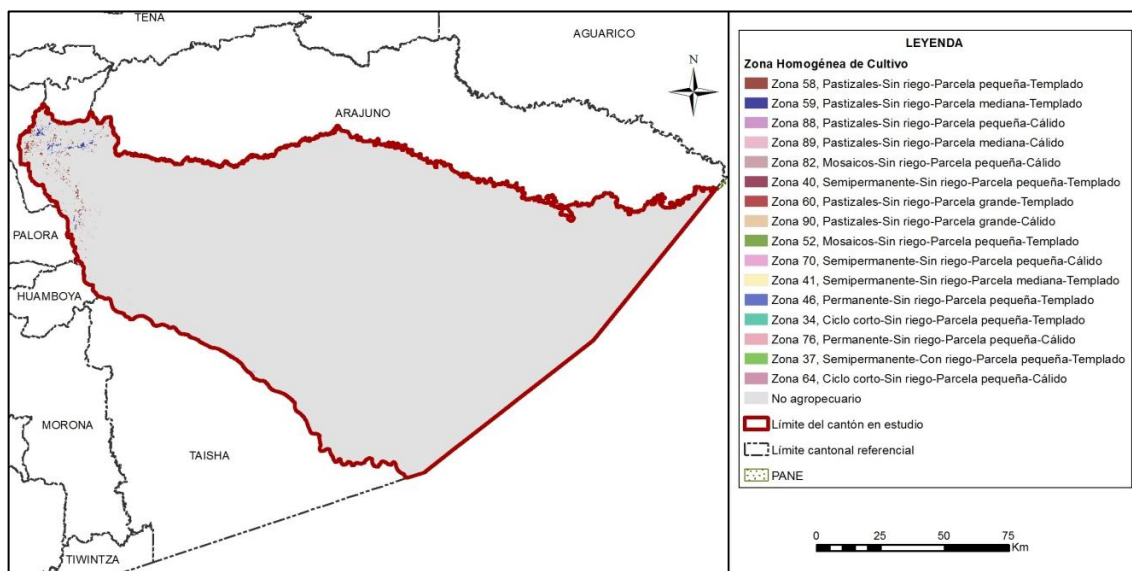 TENA
AGUARICO
N
ARAJUNO
PALORA
HUAMBOYA
MORONA
TAISHA
TIWINTZA
LEYENDA
Zona Homogénea de Cultivo
Zona 58, Pastizales-Sin riego-Parcela pequeña-Templado
Zona 59, Pastizales-Sin riego-Parcela mediana-Templado
Zona 88, Pastizales-Sin riego-Parcela pequeña-Cálido
Zona 89, Pastizales-Sin riego-Parcela mediana-Cálido
Zona 82, Mosaicos-Sin riego-Parcela pequeña-Cálido
Zona 40, Semipermanente-Sin riego-Parcela pequeña-Templado
Zona 60, Pastizales-Sin riego-Parcela grande-Templado
Zona 90, Pastizales-Sin riego-Parcela grande-Cálido
Zona 52, Mosaicos-Sin riego-Parcela pequeña-Templado
Zona 70, Semipermanente-Sin riego-Parcela pequeña-Cálido
Zona 41, Semipermanente-Sin riego-Parcela mediana-Templado
Zona 46, Permanente-Sin riego-Parcela pequeña-Templado
Zona 34, Ciclo corto-Sin riego-Parcela pequeña-Templado
Zona 76, Permanente-Sin riego-Parcela pequeña-Cálido
Zona 37, Semipermanente-Con riego-Parcela pequeña-Templado
Zona 64, Ciclo corto-Sin riego-Parcela pequeña-Cálido
No agropecuario
Límite del cantón en estudio
Límite cantonal referencial
PANE
0 25 50 75
Km